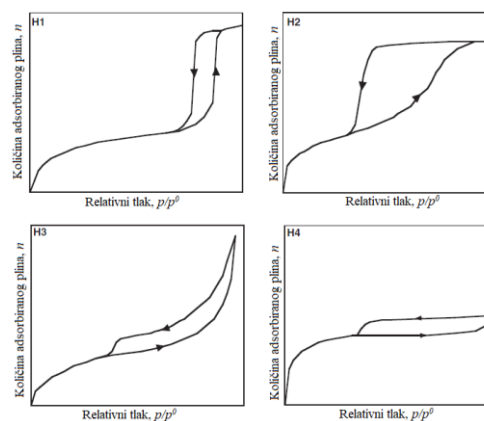 H1
Količina adsorbiranog plina, n
Relativni tlak, p/p⁰
H2
Količina adsorbiranog plina, n
Relativni tlak, p/p⁰
H3
Količina adsorbiranog plina, n
Relativni tlak, p/p⁰
H4
Količina adsorbiranog plina, n
Relativni tlak, p/p⁰